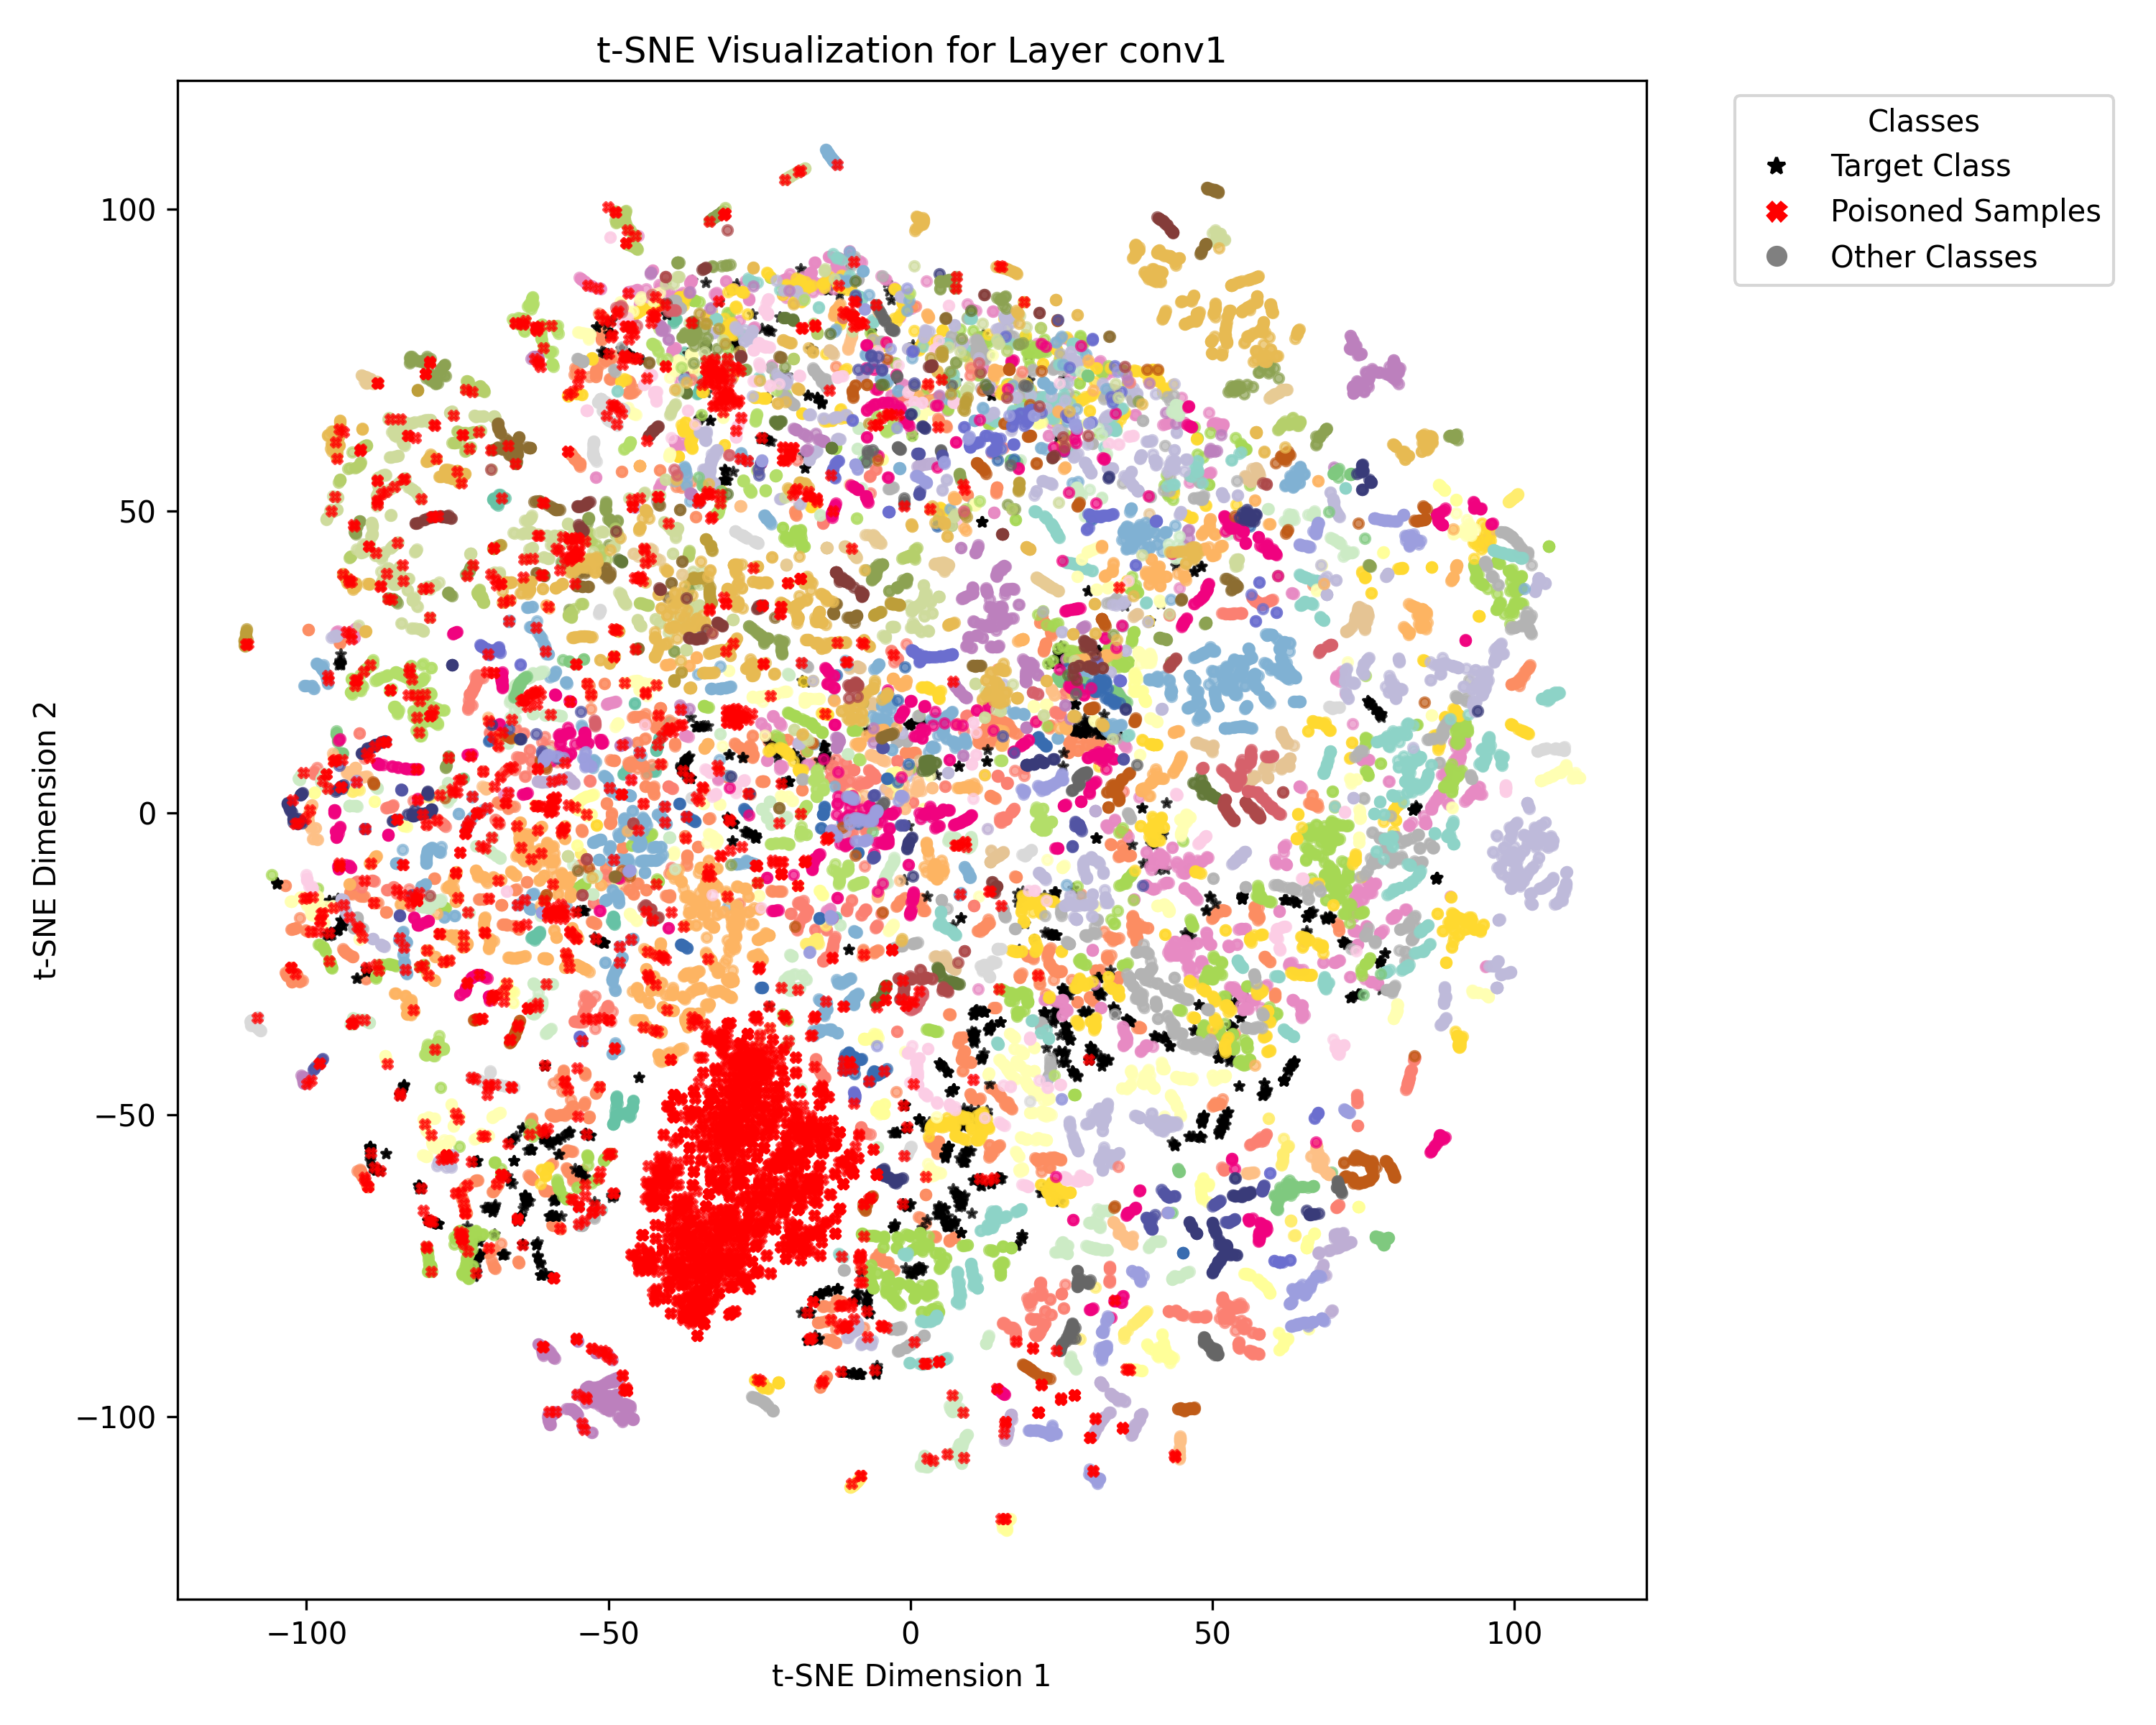 t-SNE Visualization for Layer conv1
Classes
Target Class
Poisoned Samples
Other Classes
100
50
0
−50
−100
t-SNE Dimension 2
−100
−50
0
50
100
t-SNE Dimension 1